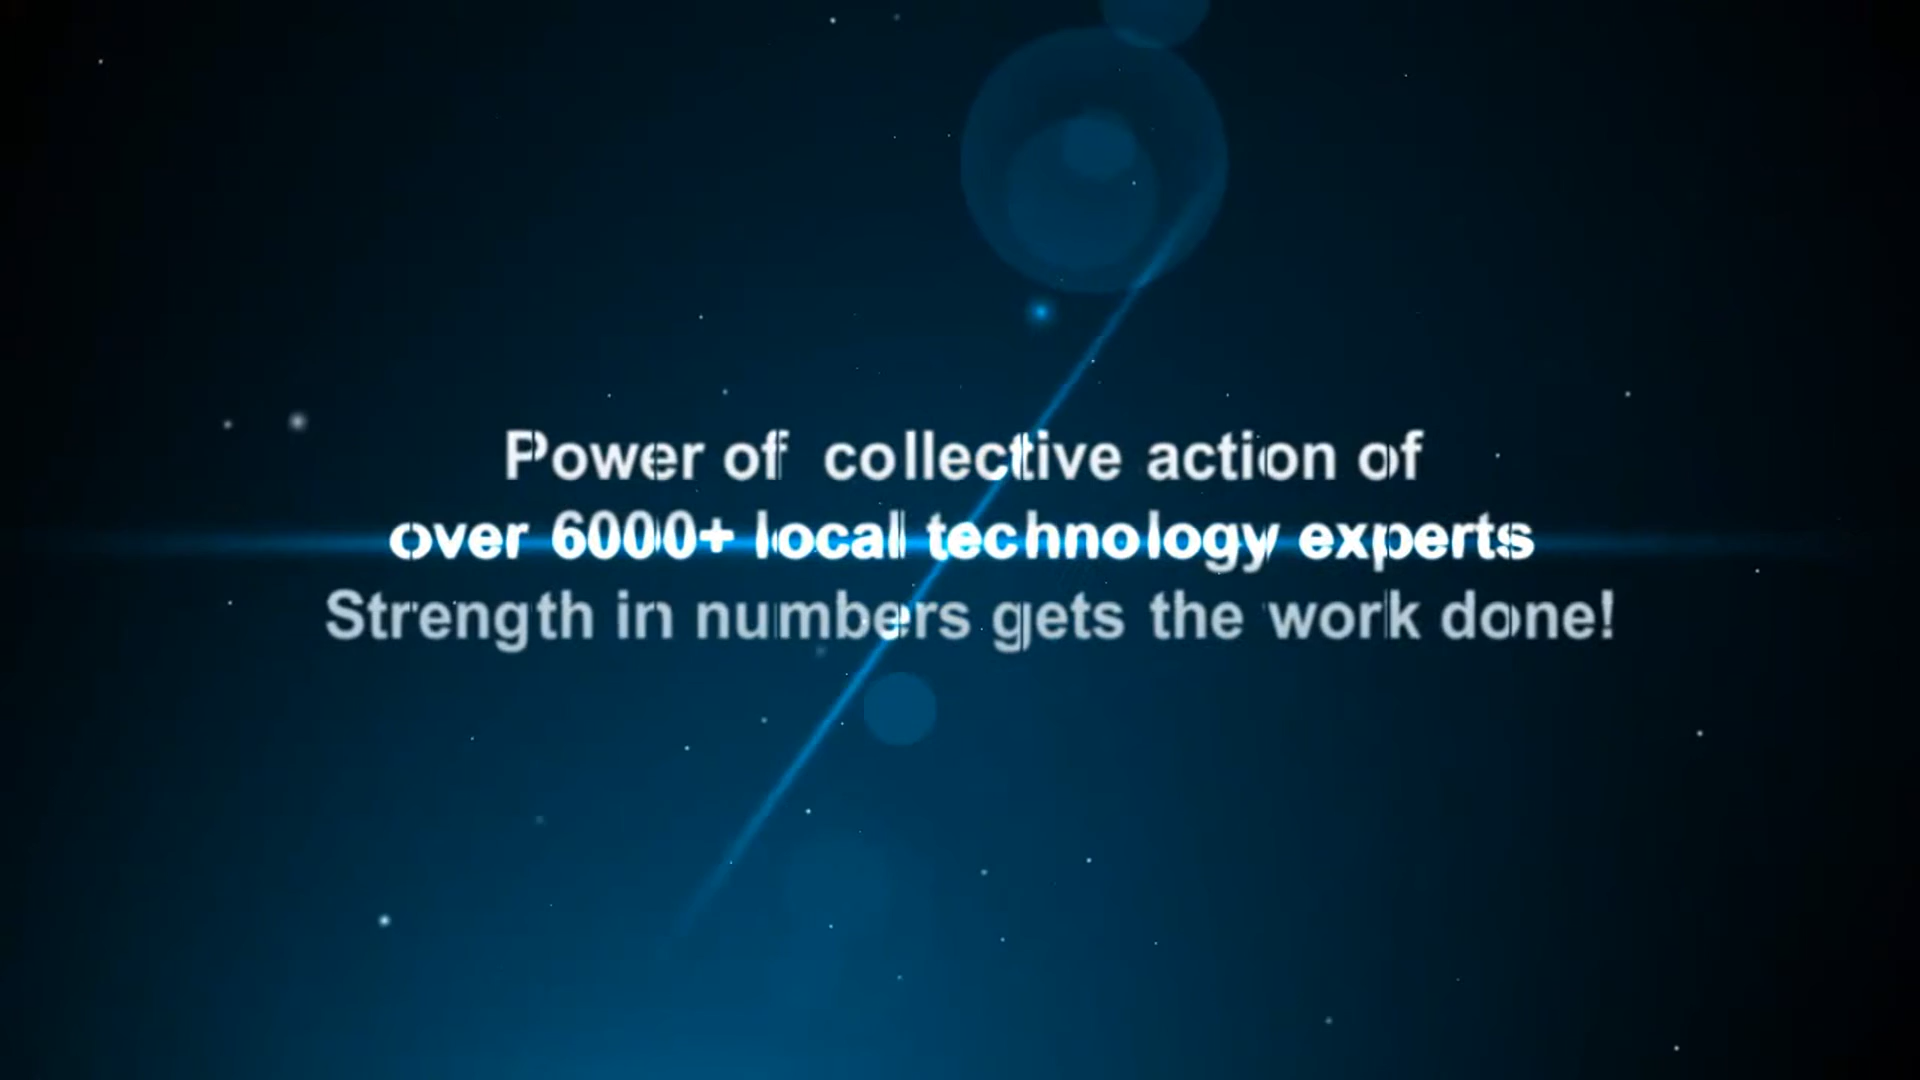 Power of collective action of
over 6000+ local technology experts
Strength in numbers gets the work done!